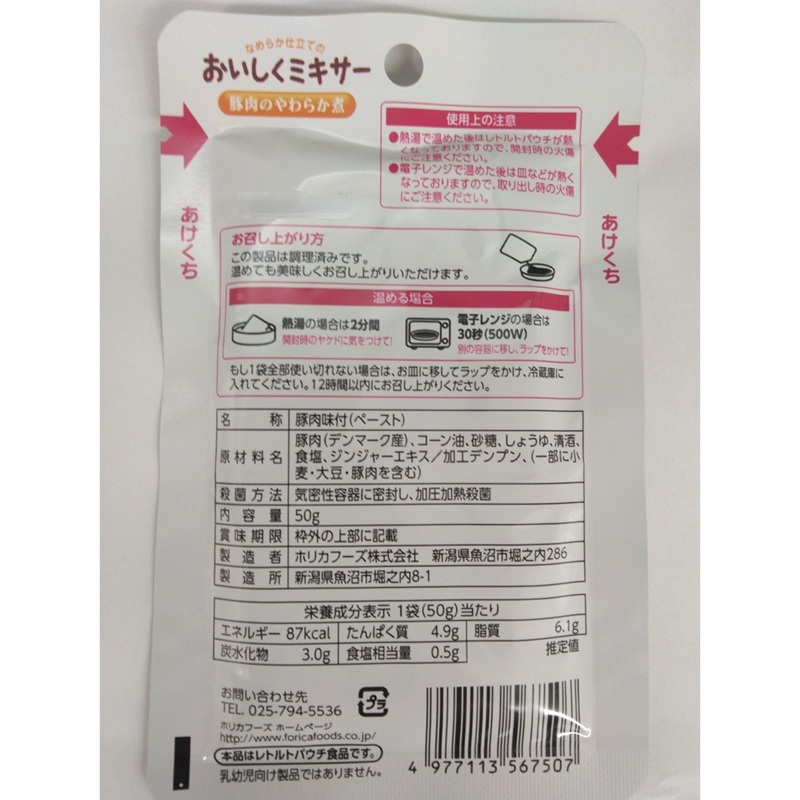 なめらか仕立ての
おいしくミキサー
豚肉のやわらか煮
使用上の注意
●熱湯で温めた後はレトルトパウチが熱
くなっておりますので、開封時の火傷
にご注意ください。
●電子レンジで温めた後は皿などが熱く
なっておりますので、取り出し時の火傷
にご注意ください。
あけくち
あけくち
お召し上がり方
この製品は調理済みです。
温めても美味しくお召し上がりいただけます。
温める場合
熱湯の場合は2分間
開封時のヤケドに気をつけて!
電子レンジの場合は
30秒(500W)
別の容器に移し、ラップをかけて!
もし1袋全部使い切れない場合は、お皿に移してラップをかけ、冷蔵庫に
入れてください。12時間以内にお召し上がりください。
名称 豚肉味付(ペースト)
原材料名 豚肉(デンマーク産)、コーン油、砂糖、しょうゆ、清酒、
食塩、ジンジャーエキス/加工デンプン、(一部に小
麦・大豆・豚肉を含む)
殺菌方法 気密性容器に密封し、加圧加熱殺菌
内容量 50g
賞味期限 枠外の上部に記載
製造者 ホリカフーズ株式会社 新潟県魚沼市堀之内286
製造所 新潟県魚沼市堀之内8-1
栄養成分表示 1袋(50g)当たり
エネルギー 87kcal たんぱく質 4.9g 脂質 6.1g
炭水化物 3.0g 食塩相当量 0.5g 推定値
お問い合わせ先
TEL. 025-794-5536
プラ
ホリカフーズ ホームページ
http://www.foricafoods.co.jp/
本品はレトルトパウチ食品です。
乳幼児向け製品ではありません。
4 977113 567507